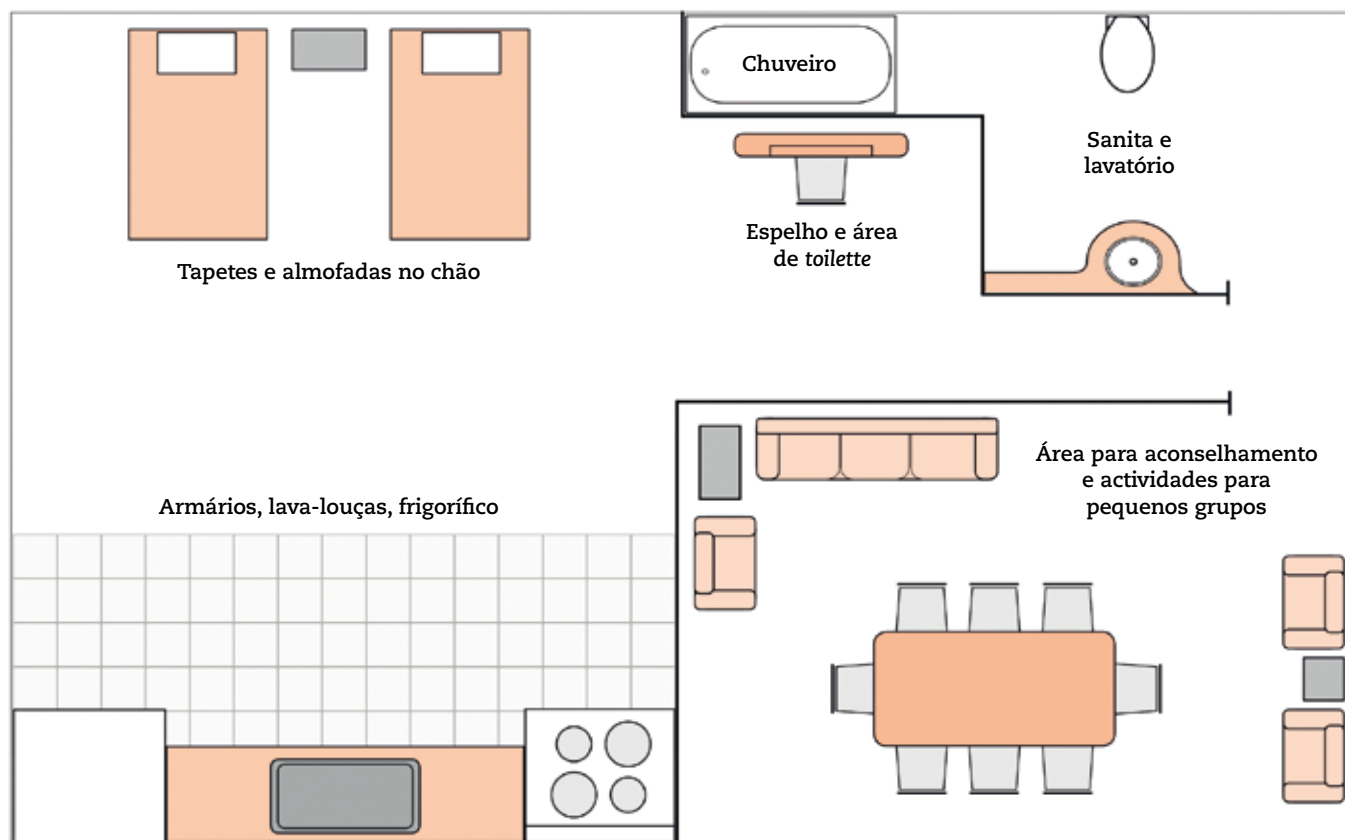 Chuveiro
Sanita e
lavatório
Espelho e área
de toilette
Tapetes e almofadas no chão
Área para aconselhamento
e actividades para
pequenos grupos
Armários, lava-louças, frigorífico